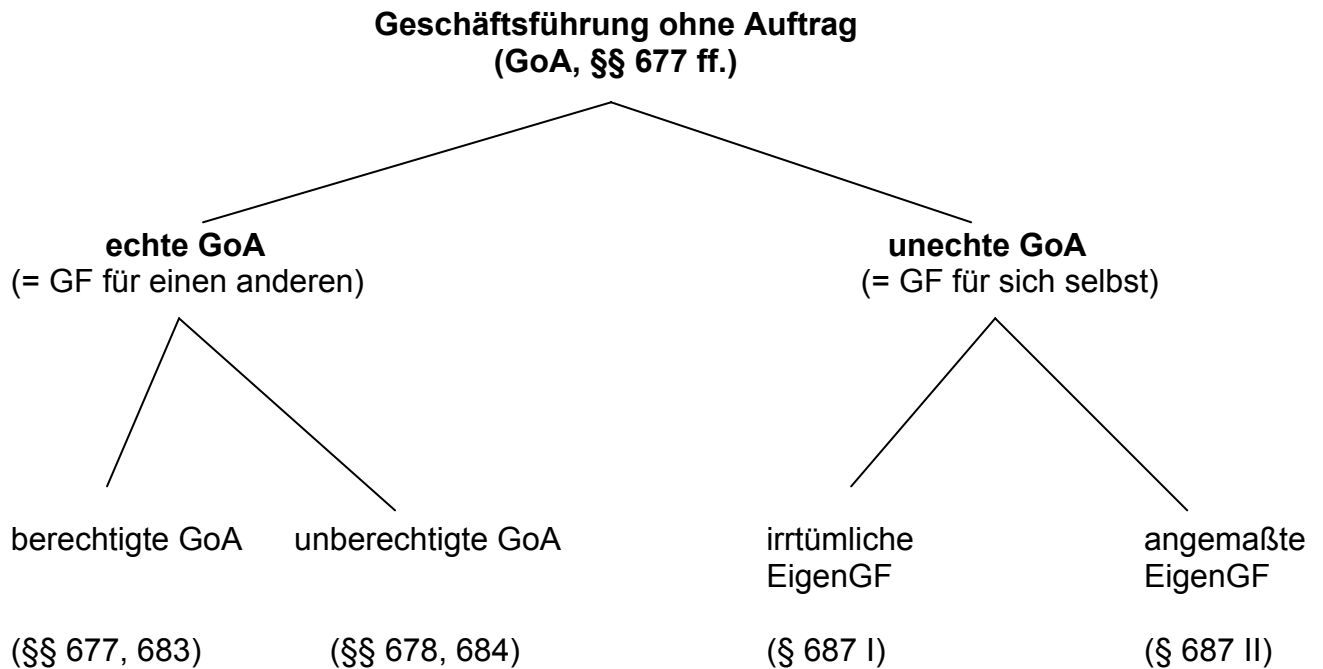 Geschäftsführung ohne Auftrag
(GoA, §§ 677 ff.)
echte GoA
(= GF für einen anderen)
unechte GoA
(= GF für sich selbst)
berechtigte GoA
unberechtigte GoA
irrtümliche
EigenGF
angemaßte
EigenGF
(§§ 677, 683)
(§§ 678, 684)
(§ 687 I)
(§ 687 II)